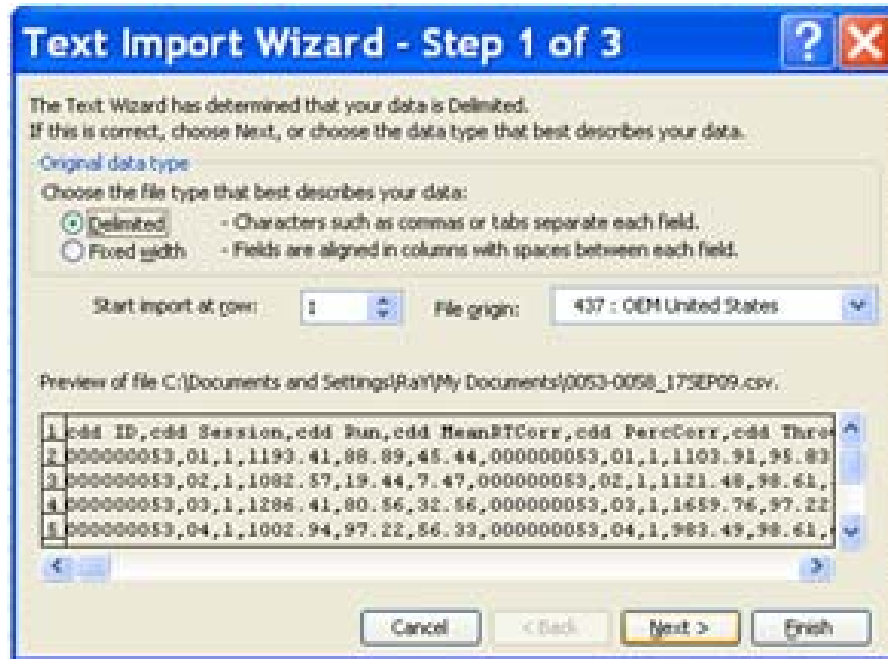 Text Import Wizard - Step 1 of 3
The Text Wizard has determined that your data is Delimited.
If this is correct, choose Next, or choose the data type that best describes your data.
Original data type
Choose the file type that best describes your data:
Delimited - Characters such as commas or tabs separate each field.
Fixed width - Fields are aligned in columns with spaces between each field.
Start import at row: 1 File origin: 437 : OEM United States
Preview of file C:\Documents and Settings\RaY\My Documents\0053-0058_17SEP09.csv.
1 cdd ID,cdd Session,cdd Run,cdd MeanRTCorr,cdd PercCorr,cdd Thro
2 000000053,01,1,1193.41,88.89,45.44,000000053,01,1,1103.91,95.83
3 000000053,02,1,1082.57,19.44,7.47,000000053,02,1,1121.48,98.61,
4 000000053,03,1,1286.41,80.56,32.56,000000053,03,1,1659.76,97.22
5 000000053,04,1,1002.94,97.22,56.33,000000053,04,1,983.49,98.61,
Cancel < Back Next > Finish